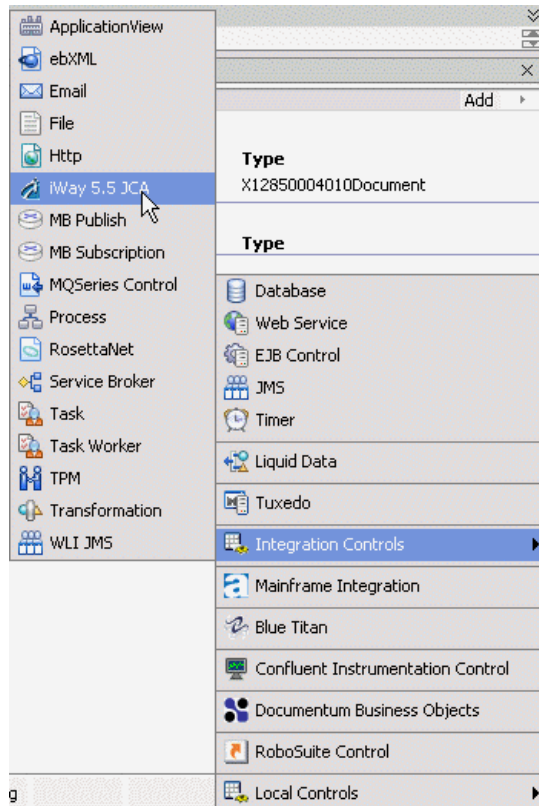 ApplicationView
ebXML
Email
File
Http
iWay 5.5 JCA
MB Publish
MB Subscription
MQSeries Control
Process
RosettaNet
Service Broker
Task
Task Worker
TPM
Transformation
WLI JMS
Add
Type
X12850004010Document
Type
Database
Web Service
EJB Control
JMS
Timer
Liquid Data
Tuxedo
Integration Controls
Mainframe Integration
Blue Titan
Confluent Instrumentation Control
Documentum Business Objects
RoboSuite Control
Local Controls
g